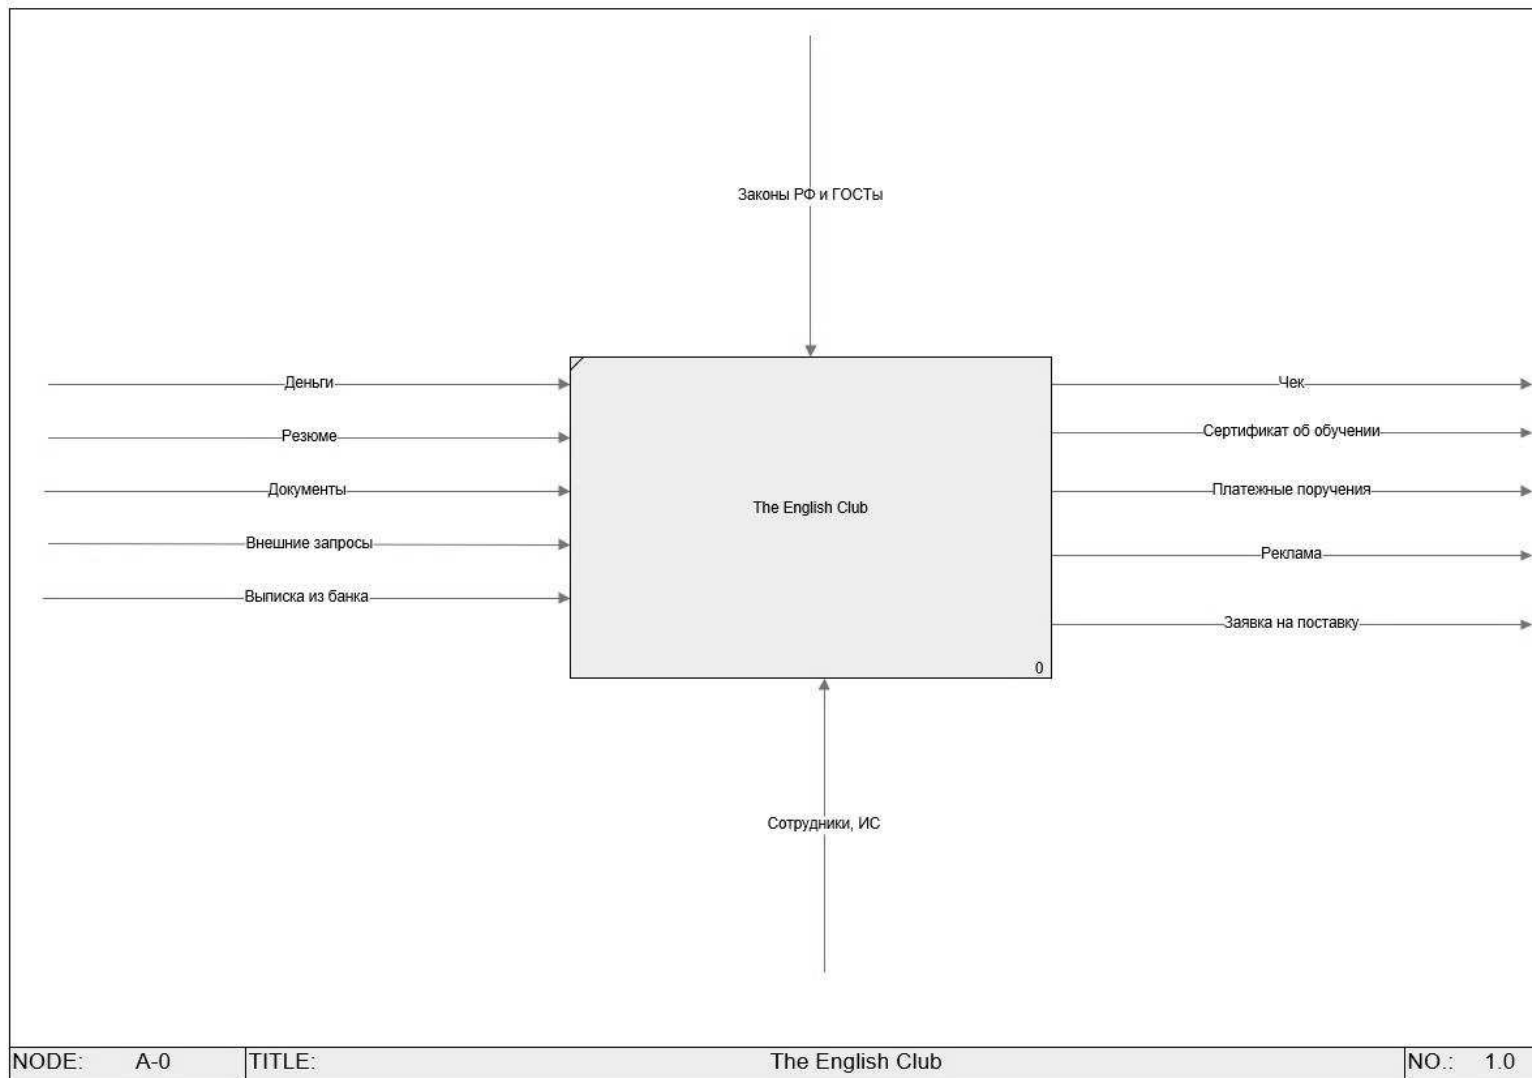 Законы РФ и ГОСТы
Деньги
Резюме
Документы
Внешние запросы
Выписка из банка
The English Club
0
Чек
Сертификат об обучении
Платежные поручения
Реклама
Заявка на поставку
Сотрудники, ИС
NODE: A-0 TITLE: The English Club NO.: 1.0